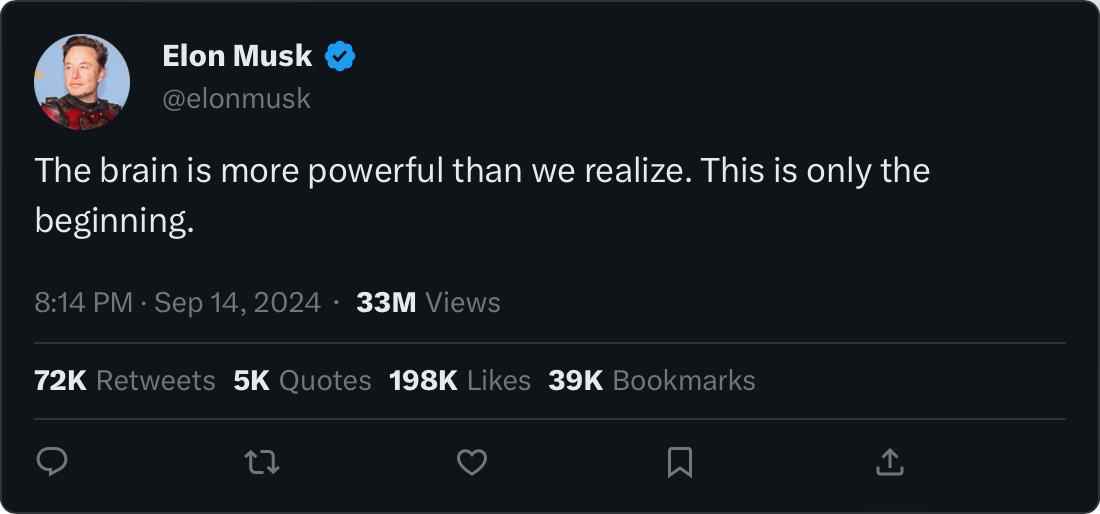 Elon Musk
@elonmusk
The brain is more powerful than we realize. This is only the
beginning.
8:14 PM · Sep 14, 2024 · 33M Views
72K Retweets 5K Quotes 198K Likes 39K Bookmarks